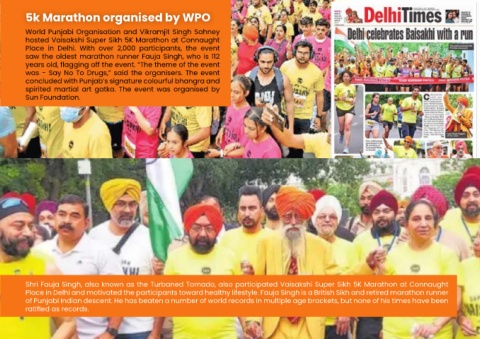 5k Marathon organised by WPO
World Punjabi Organisation and Vikramjit Singh Sohney
hosted Vaisakshi Super Sikh 5K Marathon at Connaught
Place in Delhi. With over 2,000 participants, the event
saw the oldest marathon runner Fauja Singh, who is 112
years old, flagging off the event. "The theme of the event
was - Say No To Drugs," said the organisers. The event
concluded with Punjab's signature colourful bhangra and
spirited martial art gatka. The event was organised by
Sun Foundation.
Delhi Times
Delhi celebrates Baisakhi with a run
Shri Fauja Singh, also known as the Turbaned Tornado, also participated Vaisakshi Super Sikh 5K Marathon at Connaught
Place in Delhi and motivated the participants toward healthy lifestyle. Fauja Singh is a British Sikh and retired marathon runner
of Punjabi Indian descent. He has beaten a number of world records in multiple age brackets, but none of his times have been
ratified as records.